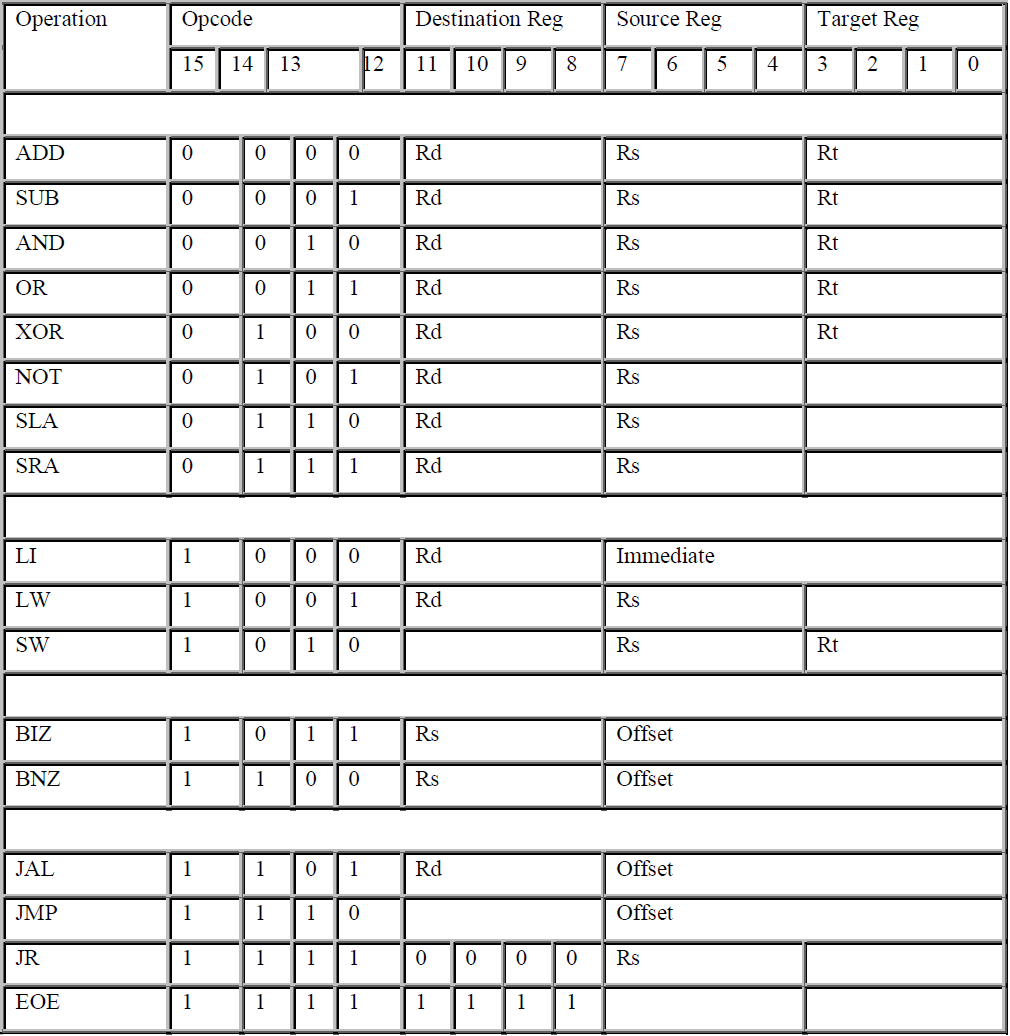 Operation Opcode Destination Reg Source Reg Target Reg
15 14 13 12 11 10 9 8 7 6 5 4 3 2 1 0
ADD 0 0 0 0 Rd Rs Rt
SUB 0 0 0 1 Rd Rs Rt
AND 0 0 1 0 Rd Rs Rt
OR 0 0 1 1 Rd Rs Rt
XOR 0 1 0 0 Rd Rs Rt
NOT 0 1 0 1 Rd Rs
SLA 0 1 1 0 Rd Rs
SRA 0 1 1 1 Rd Rs
LI 1 0 0 0 Rd Immediate
LW 1 0 0 1 Rd Rs
SW 1 0 1 0 Rs Rt
BIZ 1 0 1 1 Rs Offset
BNZ 1 1 0 0 Rs Offset
JAL 1 1 0 1 Rd Offset
JMP 1 1 1 0 Offset
JR 1 1 1 1 0 0 0 0 Rs
EOE 1 1 1 1 1 1 1 1